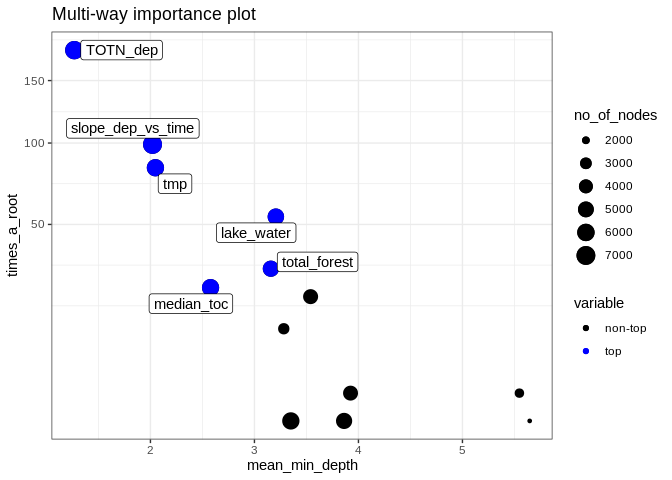 Multi-way importance plot
TOTN_dep
slope_dep_vs_time
tmp
lake_water
total_forest
median_toc
150
100
50
times_a_root
2
3
4
5
mean_min_depth
no_of_nodes
2000
3000
4000
5000
6000
7000
variable
non-top
top